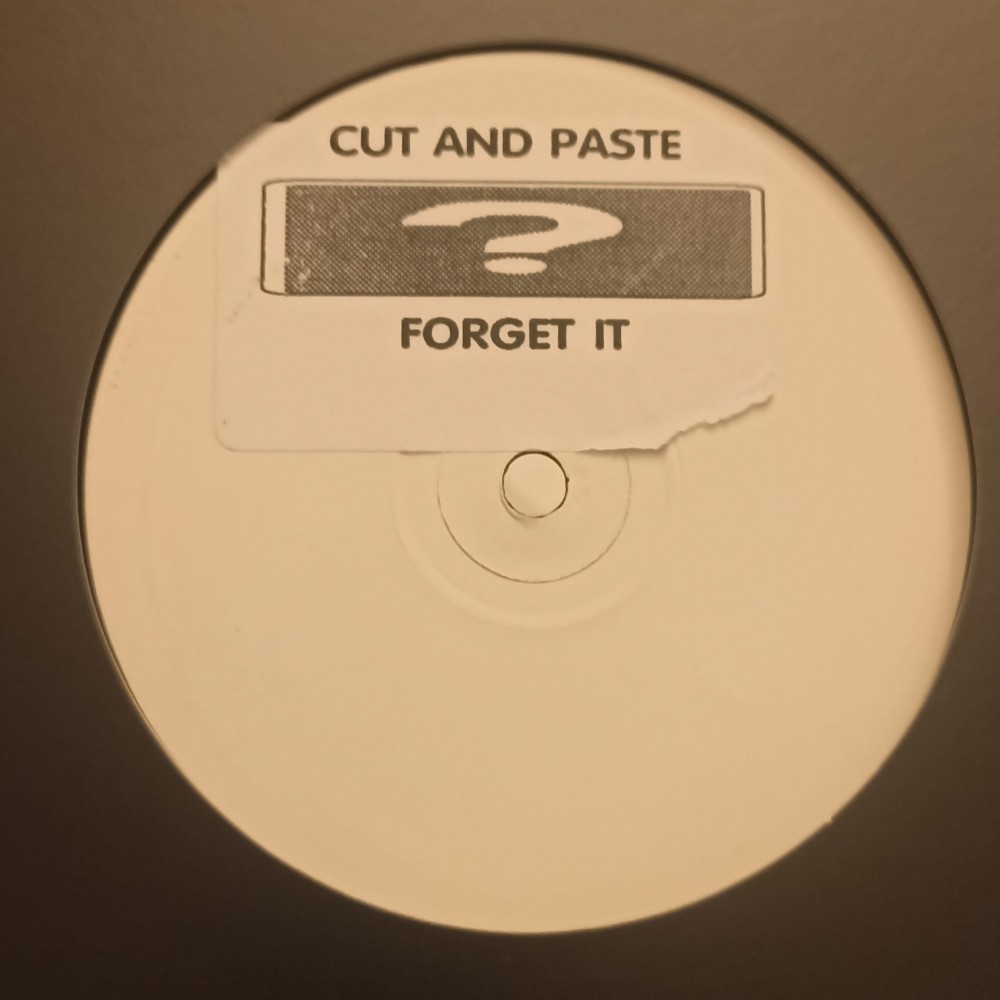 CUT AND PASTE
?
FORGET IT